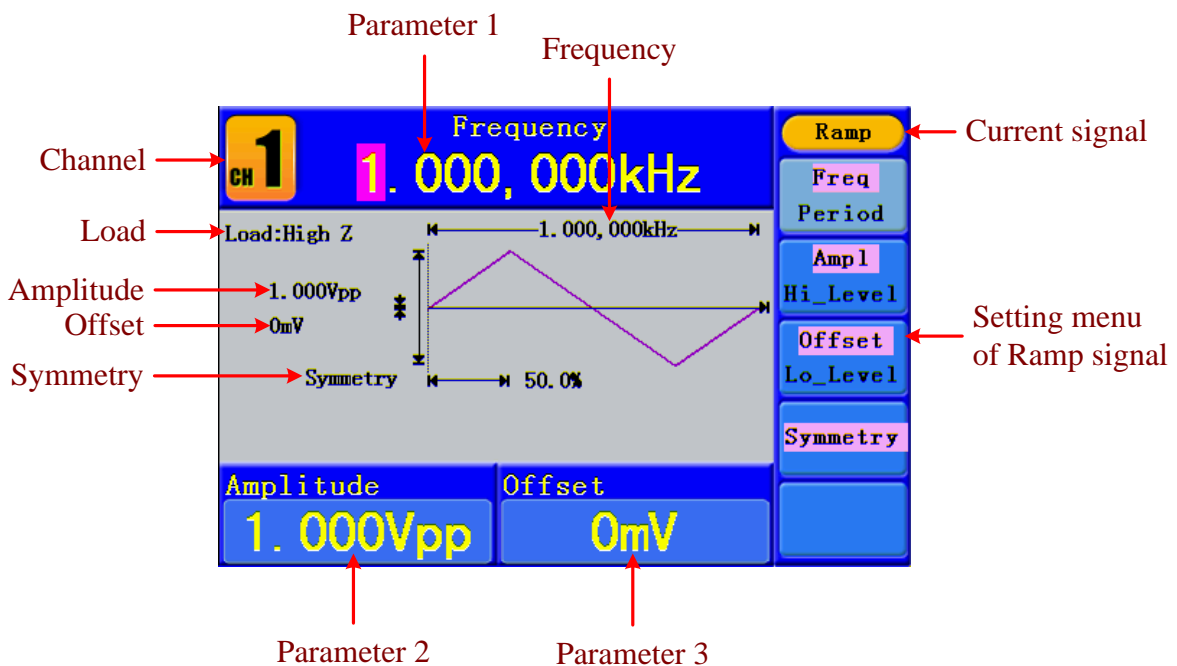 Parameter 1
Frequency
Frequency
Ramp
Current signal
Channel
CH 1
1.000,000kHz
Freq
Period
Load
Load:High Z
1.000,000kHz
Ampl
Hi_Level
Amplitude
1.000Vpp
Offset
0mV
Offset
Lo_Level
Setting menu
of Ramp signal
Symmetry
Symmetry
50.0%
Symmetry
Amplitude
Offset
1.000Vpp
0mV
Parameter 2
Parameter 3